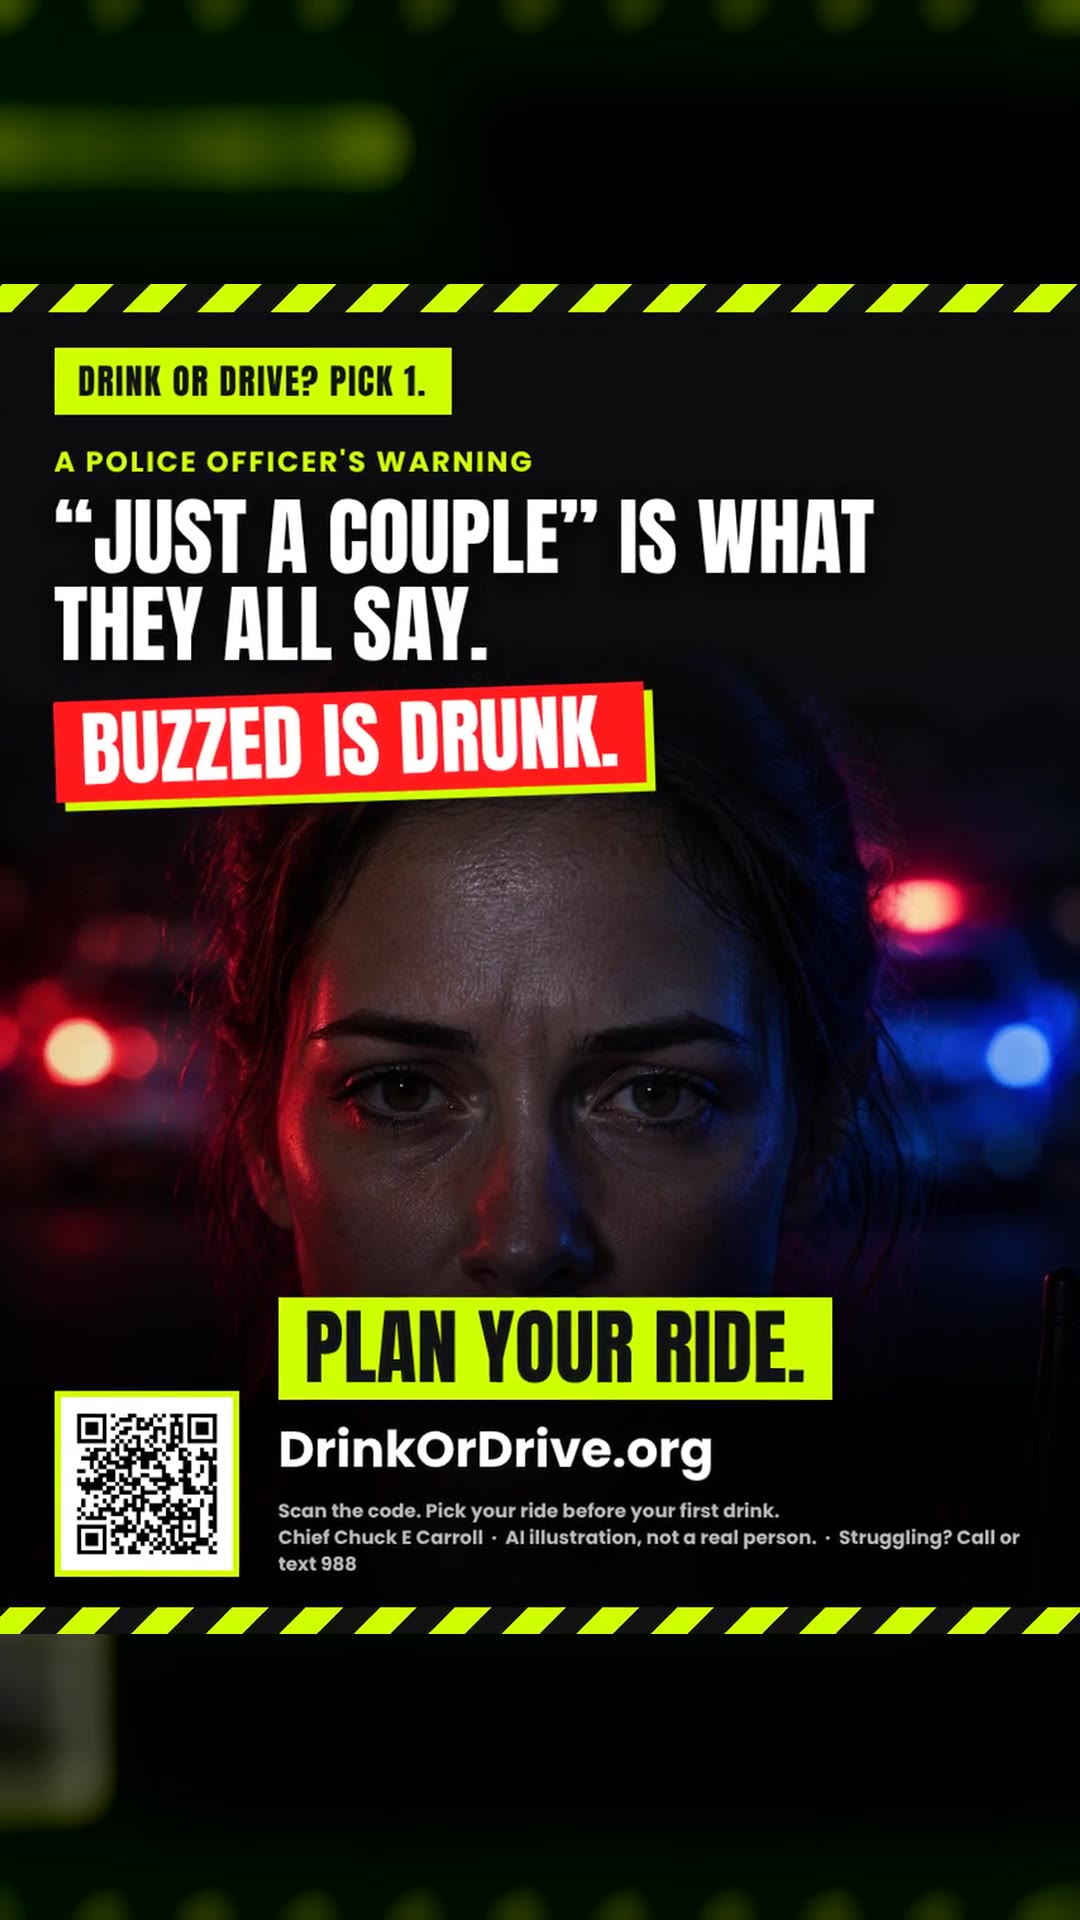 DRINK OR DRIVE? PICK 1.
A POLICE OFFICER'S WARNING
“JUST A COUPLE” IS WHAT
THEY ALL SAY.
BUZZED IS DRUNK.
PLAN YOUR RIDE.
DrinkOrDrive.org
Scan the code. Pick your ride before your first drink.
Chief Chuck E Carroll · AI illustration, not a real person. · Struggling? Call or
text 988